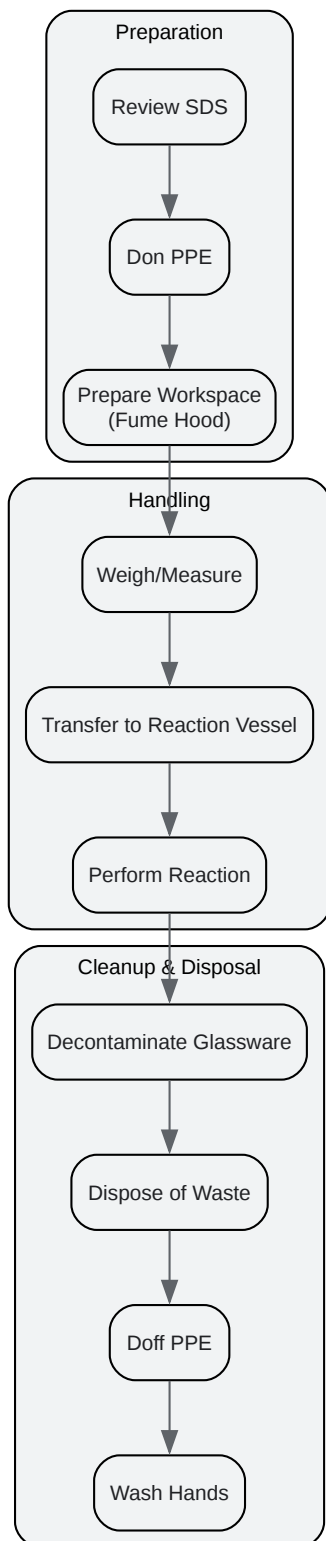 Preparation
Review SDS
Don PPE
Prepare Workspace
(Fume Hood)
Handling
Weigh/Measure
Transfer to Reaction Vessel
Perform Reaction
Cleanup & Disposal
Decontaminate Glassware
Dispose of Waste
Doff PPE
Wash Hands